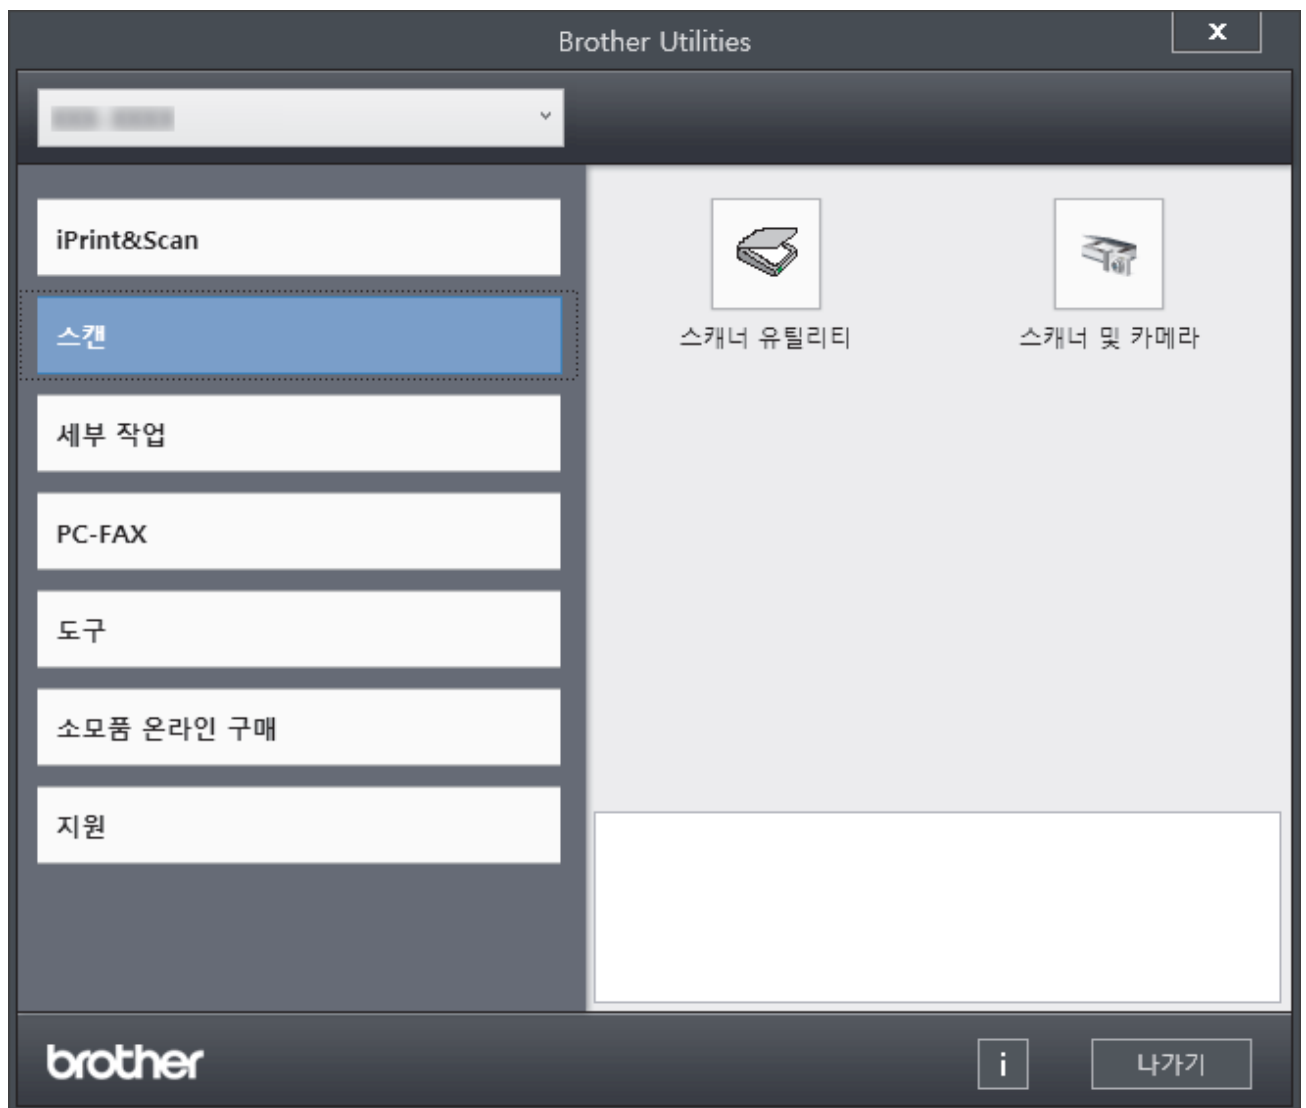 Brother Utilities
x
iPrint&Scan
스캔
세부 작업
PC-FAX
도구
소모품 온라인 구매
지원
스캐너 유틸리티
스캐너 및 카메라
brother
i
나가기